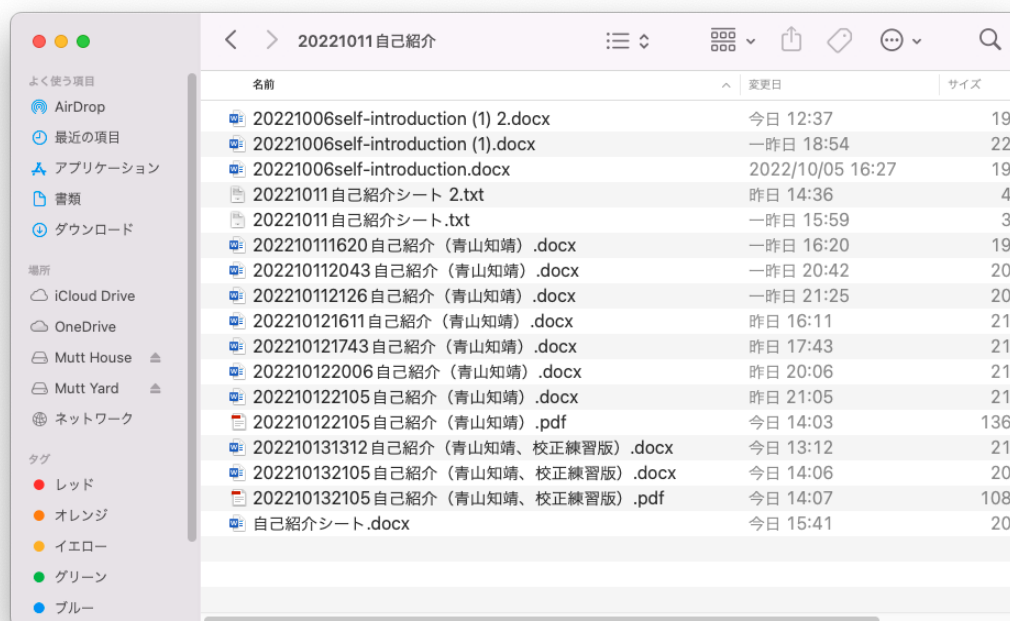 20221011自己紹介
よく使う項目
AirDrop
最近の項目
アプリケーション
書類
ダウンロード
場所
iCloud Drive
OneDrive
Mutt House
Mutt Yard
ネットワーク
タグ
レッド
オレンジ
イエロー
グリーン
ブルー
名前 変更日 サイズ
20221006self-introduction (1) 2.docx 今日 12:37 19
20221006self-introduction (1).docx 一昨日 18:54 22
20221006self-introduction.docx 2022/10/05 16:27 19
20221011自己紹介シート 2.txt 昨日 14:36 4
20221011自己紹介シート.txt 一昨日 15:59 3
202210111620自己紹介（青山知靖）.docx 一昨日 16:20 19
202210112043自己紹介（青山知靖）.docx 一昨日 20:42 20
202210112126自己紹介（青山知靖）.docx 一昨日 21:25 20
202210121611自己紹介（青山知靖）.docx 昨日 16:11 21
202210121743自己紹介（青山知靖）.docx 昨日 17:43 21
202210122006自己紹介（青山知靖）.docx 昨日 20:06 21
202210122105自己紹介（青山知靖）.docx 昨日 21:05 21
202210122105自己紹介（青山知靖）.pdf 今日 14:03 136
202210131312自己紹介（青山知靖、校正練習版）.docx 今日 13:12 21
202210132105自己紹介（青山知靖、校正練習版）.docx 今日 14:06 20
202210132105自己紹介（青山知靖、校正練習版）.pdf 今日 14:07 108
自己紹介シート.docx 今日 15:41 20